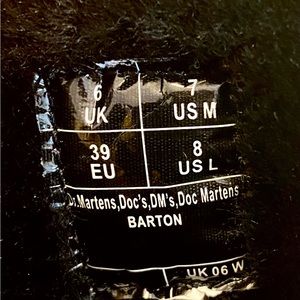 6 7
UK US M
39 8
EU US L
Dr.Martens,Doc's,DM's,Doc Martens
BARTON
UK 06 W